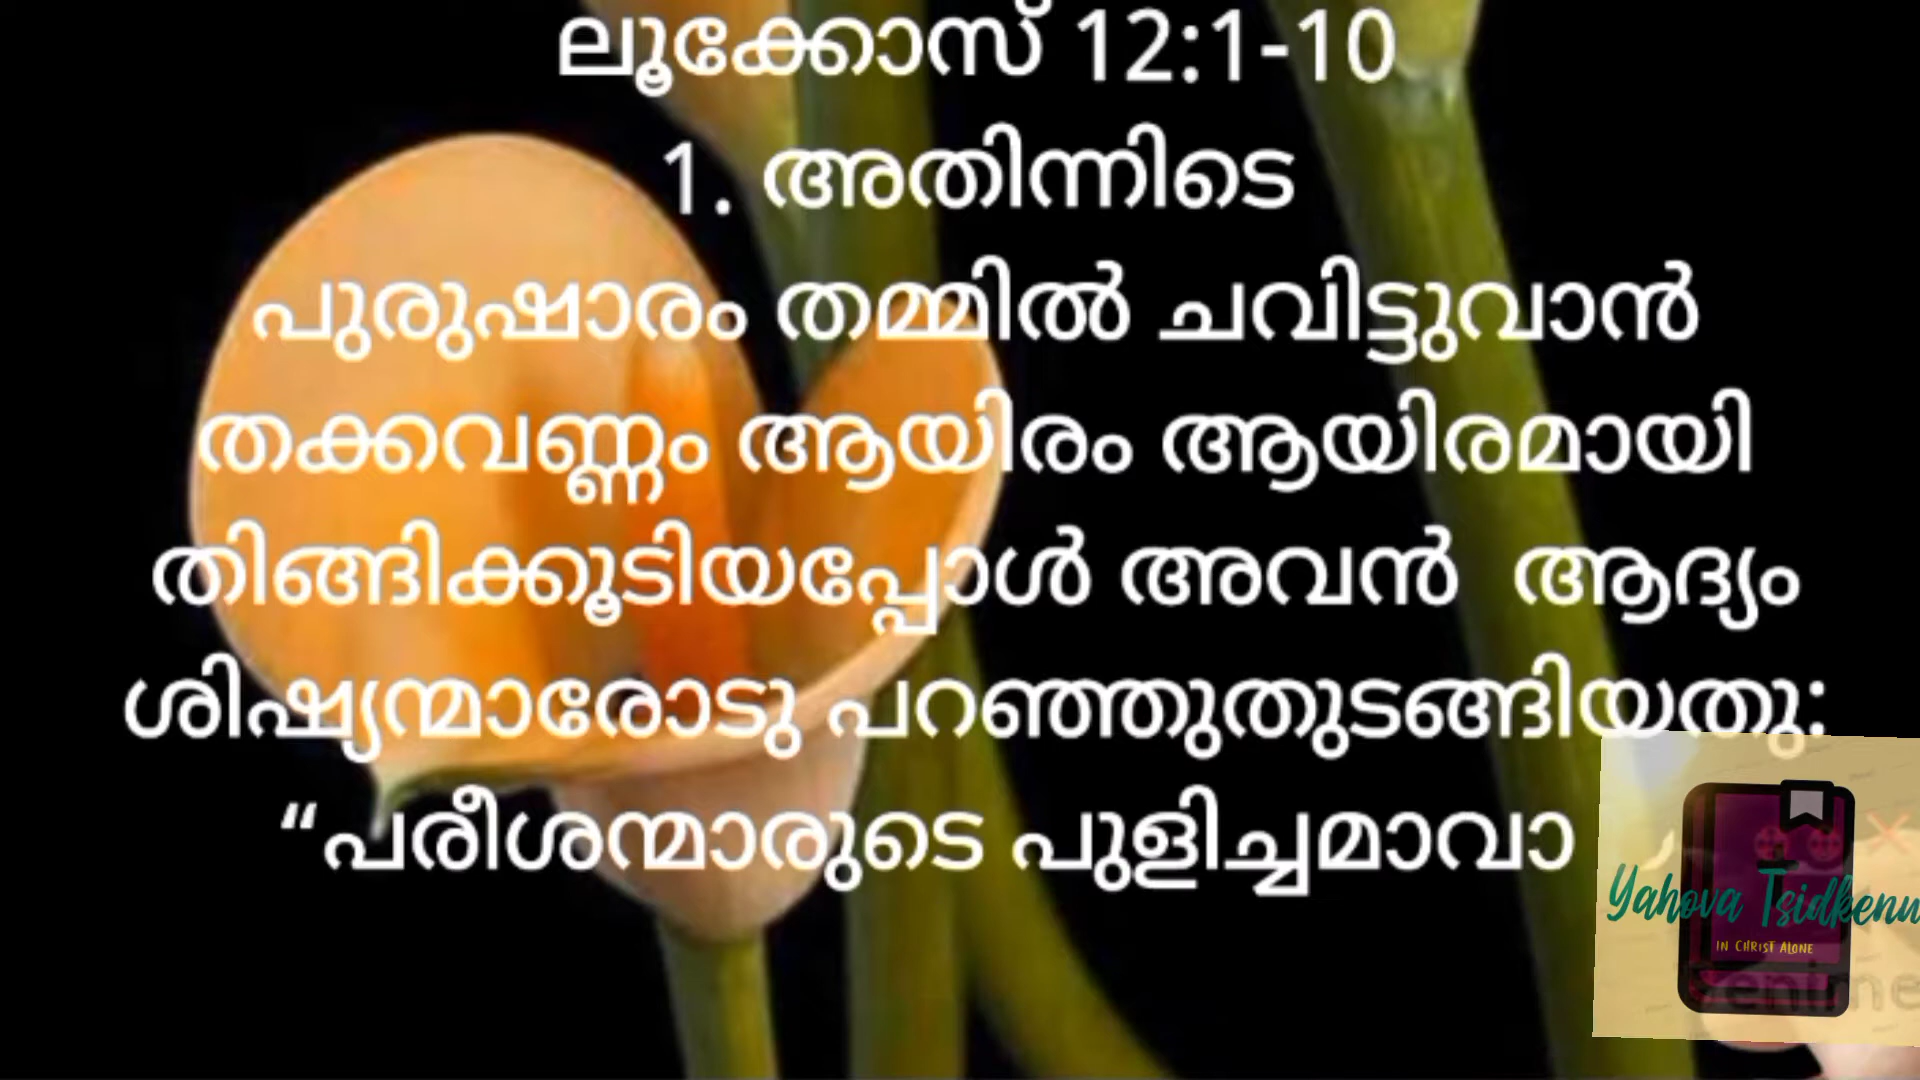 ലൂക്കോസ് 12:1-10
1. അതിന്നിടെ
പുരുഷാരം തമ്മിൽ ചവിട്ടുവാൻ
തക്കവണ്ണം ആയിരം ആയിരമായി
തിങ്ങിക്കൂടിയപ്പോൾ അവൻ ആദ്യം
ശിഷ്യന്മാരോടു പറഞ്ഞുതുടങ്ങിയതു:
“പരീശന്മാരുടെ പുളിച്ചമാവാ
Yahova Tsidkenu
IN CHRIST ALONE